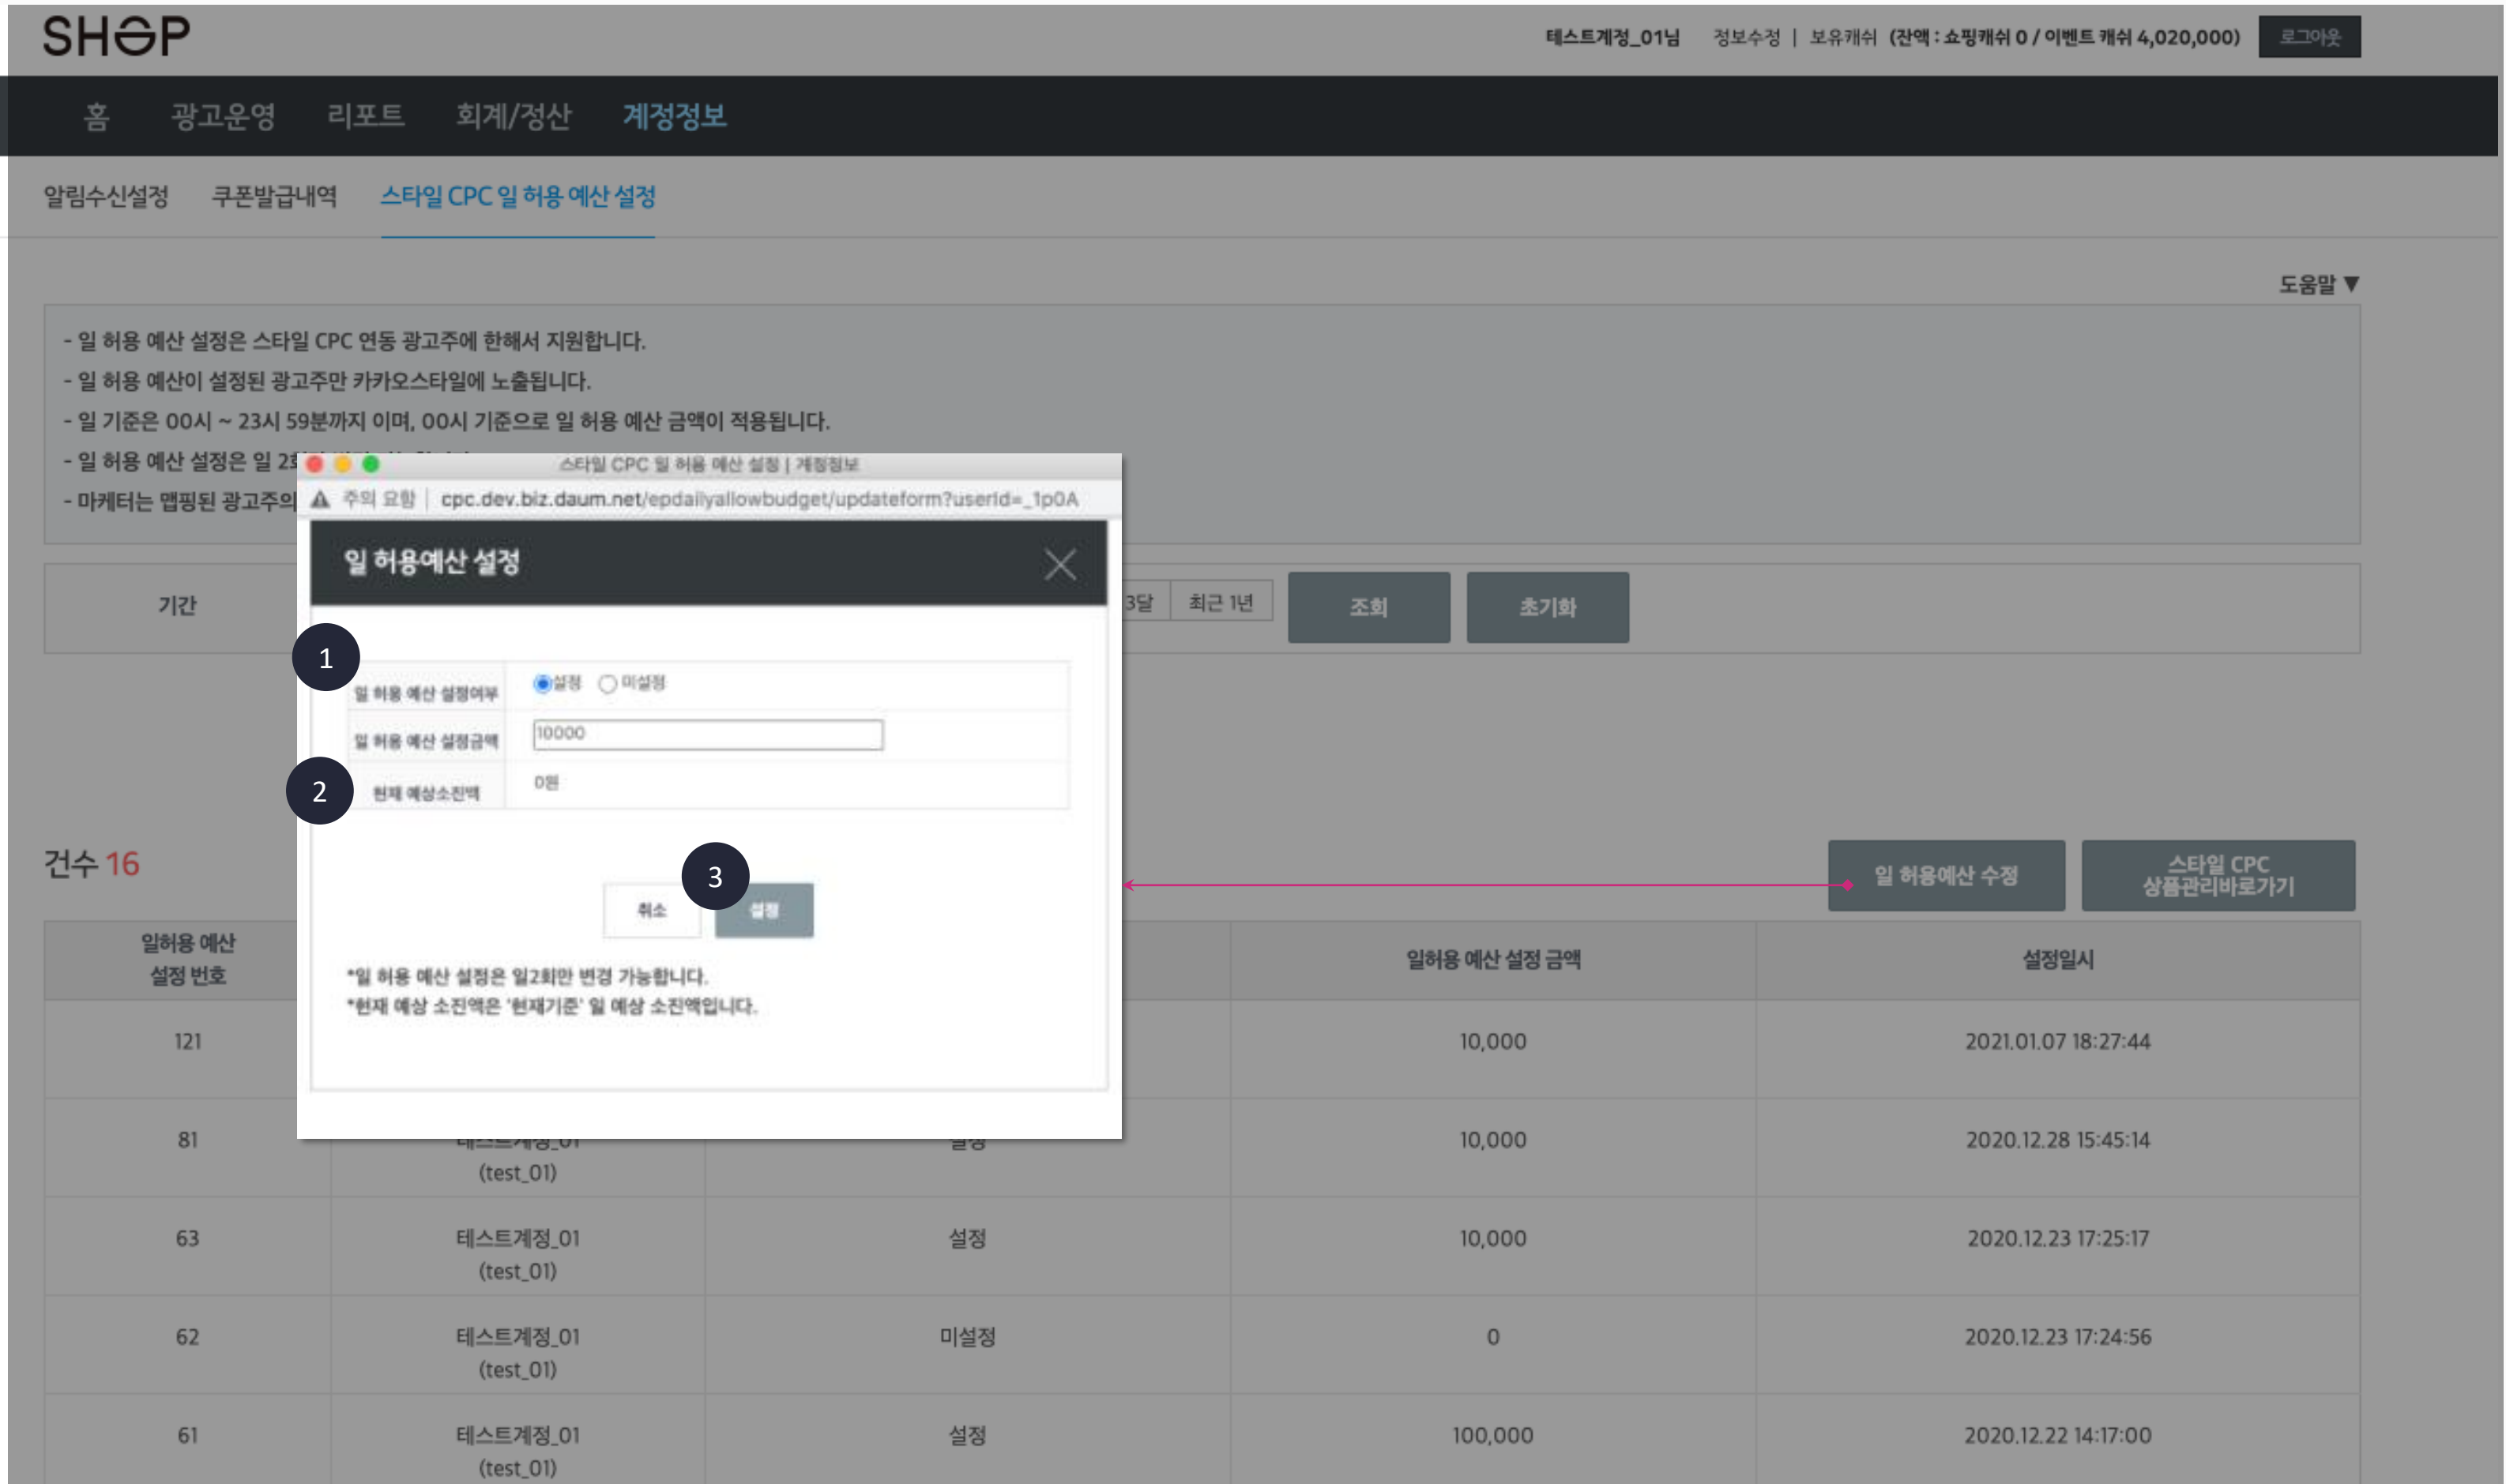 SHOP
테스트계정_01님 정보수정 | 보유캐쉬 (잔액 : 쇼핑캐쉬 0 / 이벤트 캐쉬 4,020,000) 로그아웃
홈 광고운영 리포트 회계/정산 계정정보
알림수신설정 쿠폰발급내역 스타일 CPC 일 허용 예산 설정
도움말 ▼
- 일 허용 예산 설정은 스타일 CPC 연동 광고주에 한해서 지원합니다.
- 일 허용 예산이 설정된 광고주만 카카오스타일에 노출됩니다.
- 일 기준은 00시 ~ 23시 59분까지 이며, 00시 기준으로 일 허용 예산 금액이 적용됩니다.
- 일 허용 예산 설정은 일 2
- 마케터는 맵핑된 광고주의
스타일 CPC 일 허용 예산 설정 | 계정정보
주의 요함 | cpc.dev.biz.daum.net/epdailyallowbudget/updateform?userId=_1p0A
일 허용예산 설정
기간
3달 최근 1년 조회 초기화
1
일 허용 예산 설정여부 설정 미설정
일 허용 예산 설정금액 10000
2
현재 예상소진액 0원
3
취소 설정
*일 허용 예산 설정은 일2회만 변경 가능합니다.
*현재 예상 소진액은 '현재기준' 일 예상 소진액입니다.
건수 16
일 허용예산 수정
스타일 CPC
상품관리바로가기
일허용 예산
설정 번호
일허용 예산 설정 금액 설정일시
121 10,000 2021.01.07 18:27:44
81 테스트계정_01 설정 10,000 2020.12.28 15:45:14
(test_01)
63 테스트계정_01 설정 10,000 2020.12.23 17:25:17
(test_01)
62 테스트계정_01 미설정 0 2020.12.23 17:24:56
(test_01)
61 테스트계정_01 설정 100,000 2020.12.22 14:17:00
(test_01)